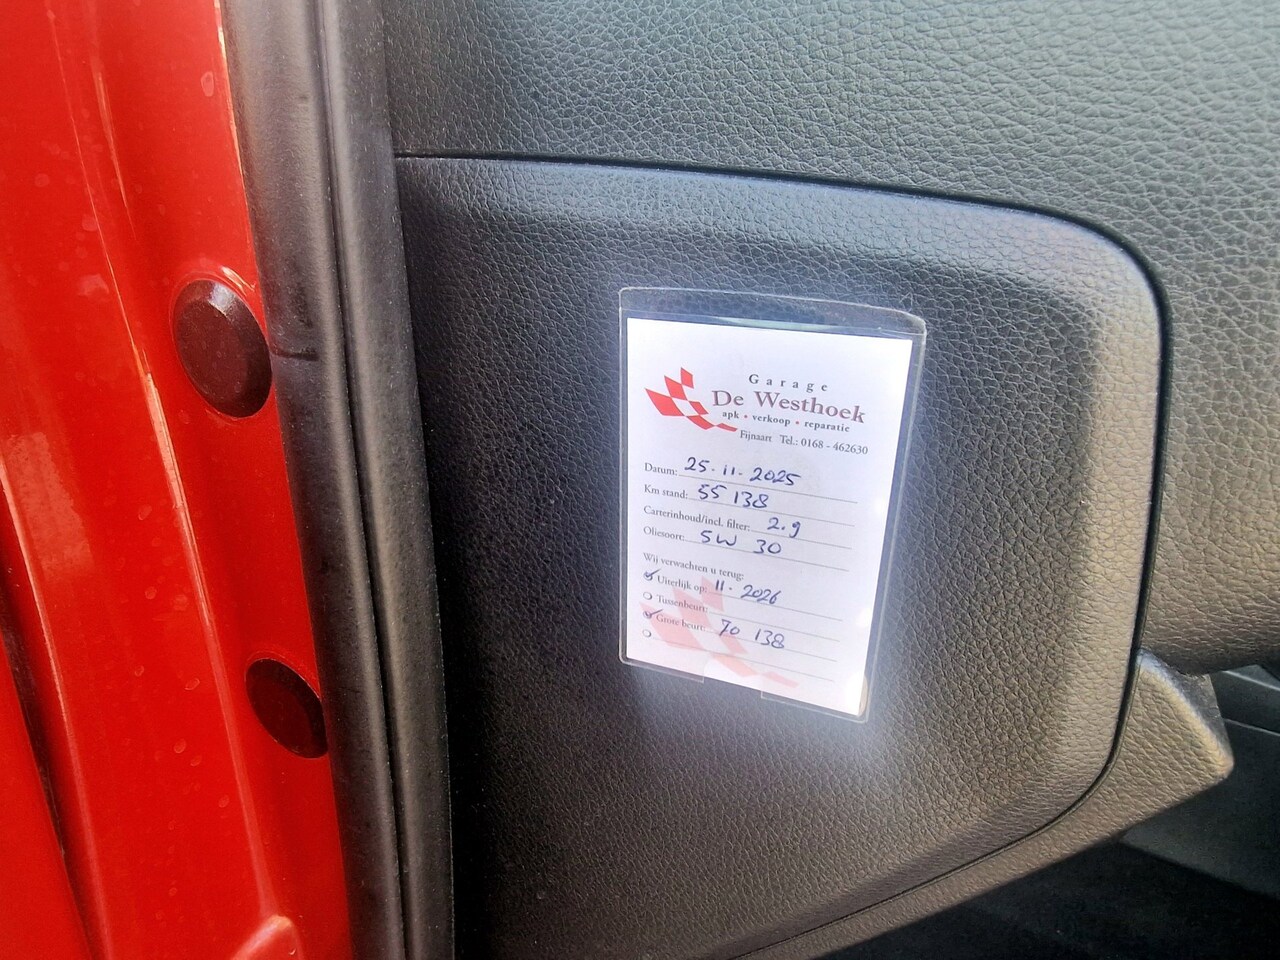 Garage
De Westhoek
apk • verkoop • reparatie
Fijnaart Tel.: 0168 - 462630
Datum: 25-11-2025
Km stand: 55 138
Carterinhoud/incl. filter: 2.9
Oliesoort: 5W 30
Wij verwachten u terug:
Uiterlijk op: 11-2026
Tussenbeurt:
Grote beurt: 70 138